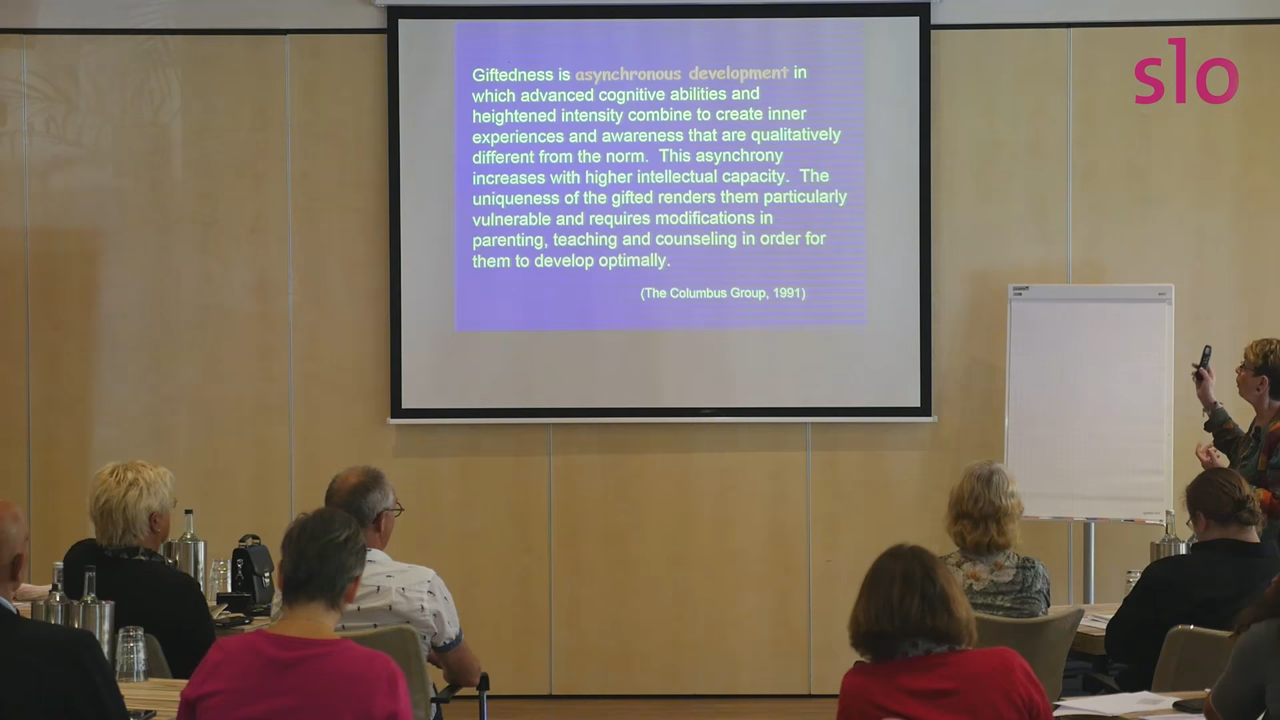 slo
Giftedness is asynchronous development in
which advanced cognitive abilities and
heightened intensity combine to create inner
experiences and awareness that are qualitatively
different from the norm. This asynchrony
increases with higher intellectual capacity. The
uniqueness of the gifted renders them particularly
vulnerable and requires modifications in
parenting, teaching and counseling in order for
them to develop optimally.
(The Columbus Group, 1991)